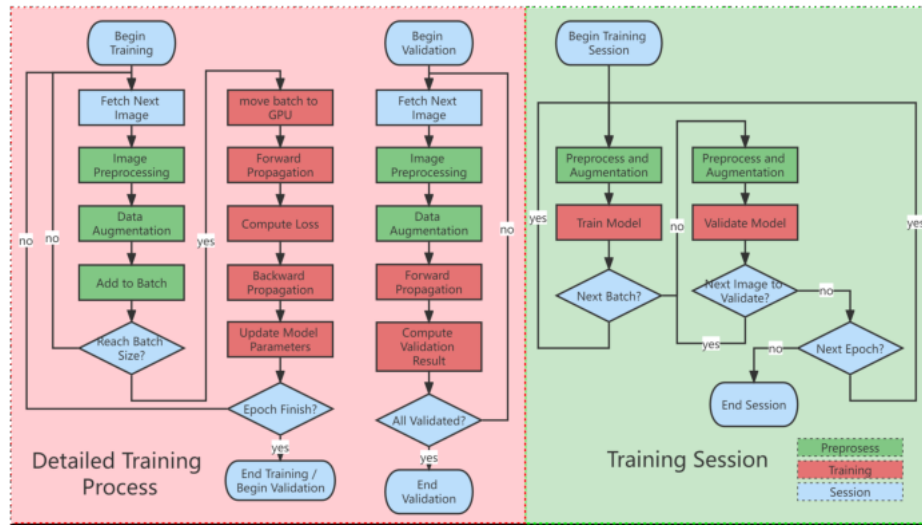 Begin
Training
no
no
Fetch Next
Image
Image
Preprocessing
Data
Augmentation
Add to Batch
Reach Batch
Size?
yes
move batch to
GPU
Forward
Propagation
Compute Loss
Backward
Propagation
Update Model
Parameters
Epoch Finish?
yes
End Training /
Begin Validation
Begin
Validation
Fetch Next
Image
Image
Preprocessing
Data
Augmentation
Forward
Propagation
Compute
Validation
Result
All Validated?
no
yes
End
Validation
Detailed Training
Process
Begin Training
Session
Preprocess and
Augmentation
Train Model
Next Batch?
yes
no
Preprocess and
Augmentation
Validate Model
Next Image to
Validate?
yes
no
Next Epoch?
yes
no
End Session
Training Session
Preprosess
Training
Session